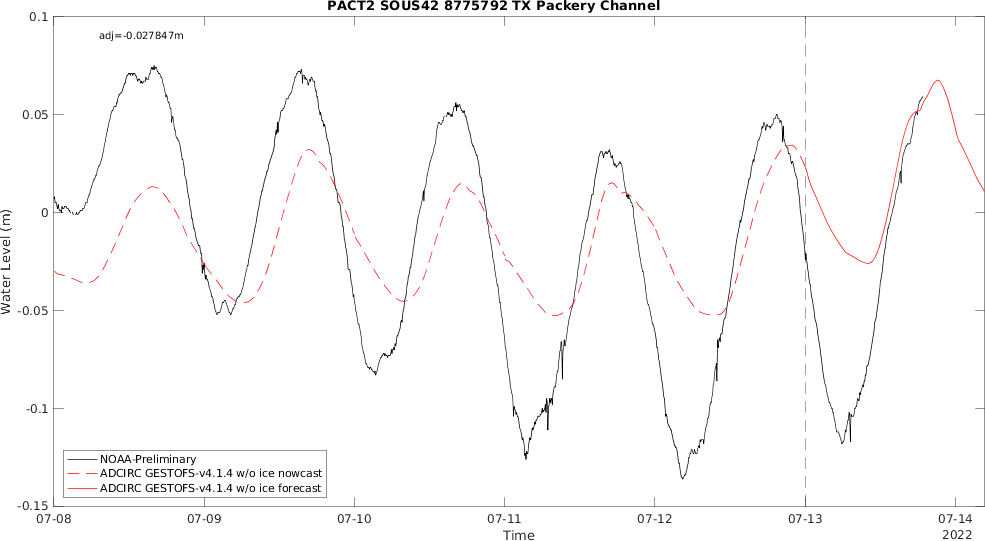 PACT2 SOUS42 8775792 TX Packery Channel
adj=-0.027847m
0.1
0.05
0
-0.05
-0.1
-0.15
Water Level (m)
NOAA-Preliminary
ADCIRC GESTOFS-v4.1.4 w/o ice nowcast
ADCIRC GESTOFS-v4.1.4 w/o ice forecast
07-08 07-09 07-10 07-11 07-12 07-13 07-14
Time
2022